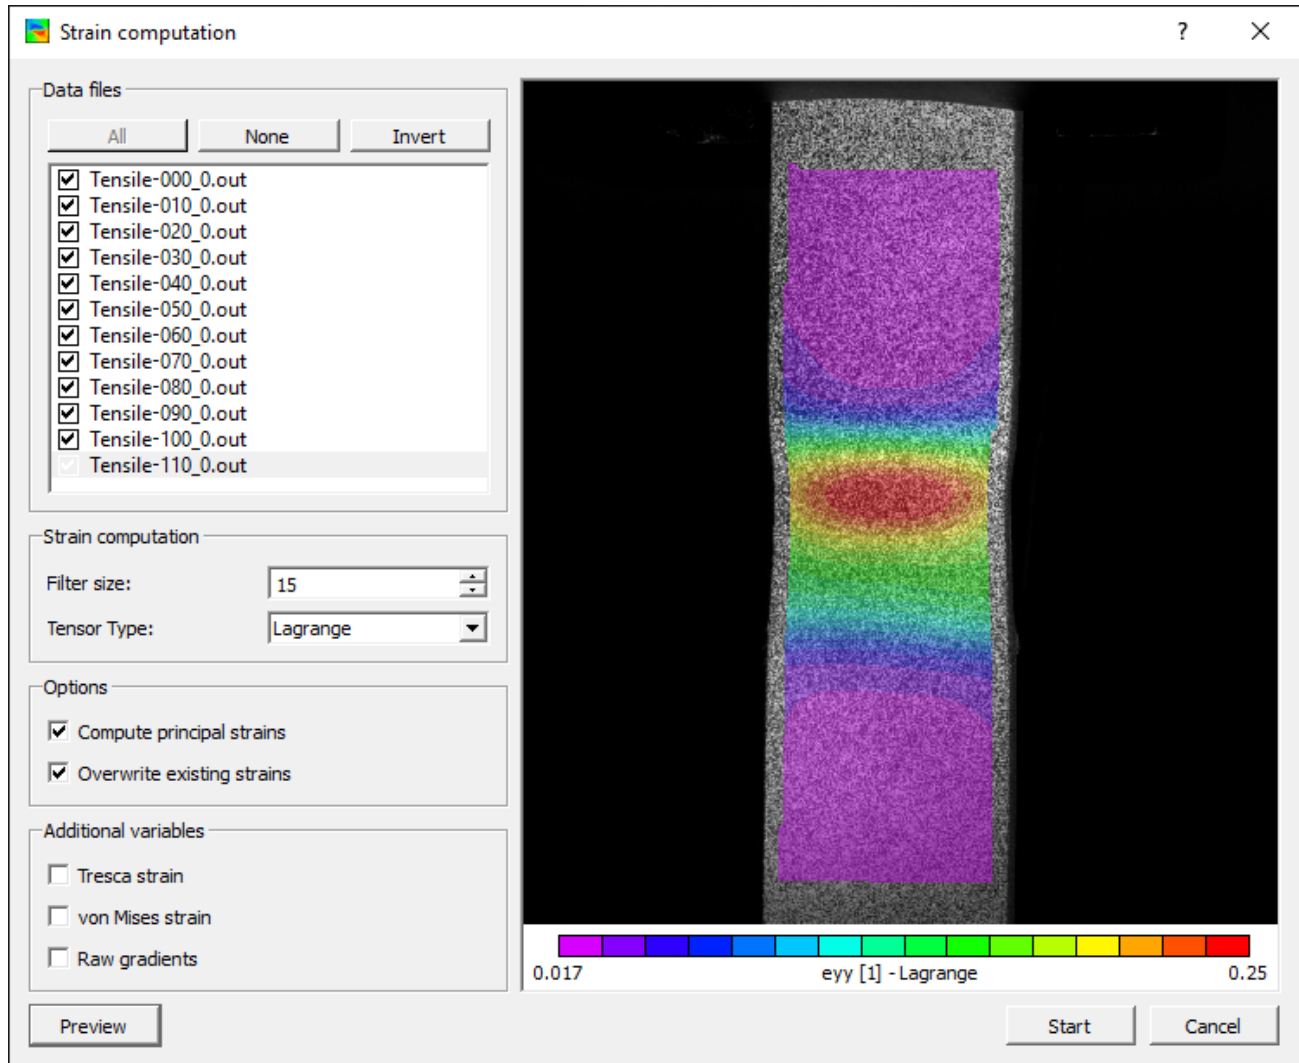 Strain computation
?
Data files
All None Invert
Tensile-000_0.out
Tensile-010_0.out
Tensile-020_0.out
Tensile-030_0.out
Tensile-040_0.out
Tensile-050_0.out
Tensile-060_0.out
Tensile-070_0.out
Tensile-080_0.out
Tensile-090_0.out
Tensile-100_0.out
Tensile-110_0.out
Strain computation
Filter size: 15
Tensor Type: Lagrange
Options
Compute principal strains
Overwrite existing strains
Additional variables
Tresca strain
von Mises strain
Raw gradients
0.017 eyy [1] - Lagrange 0.25
Preview Start Cancel